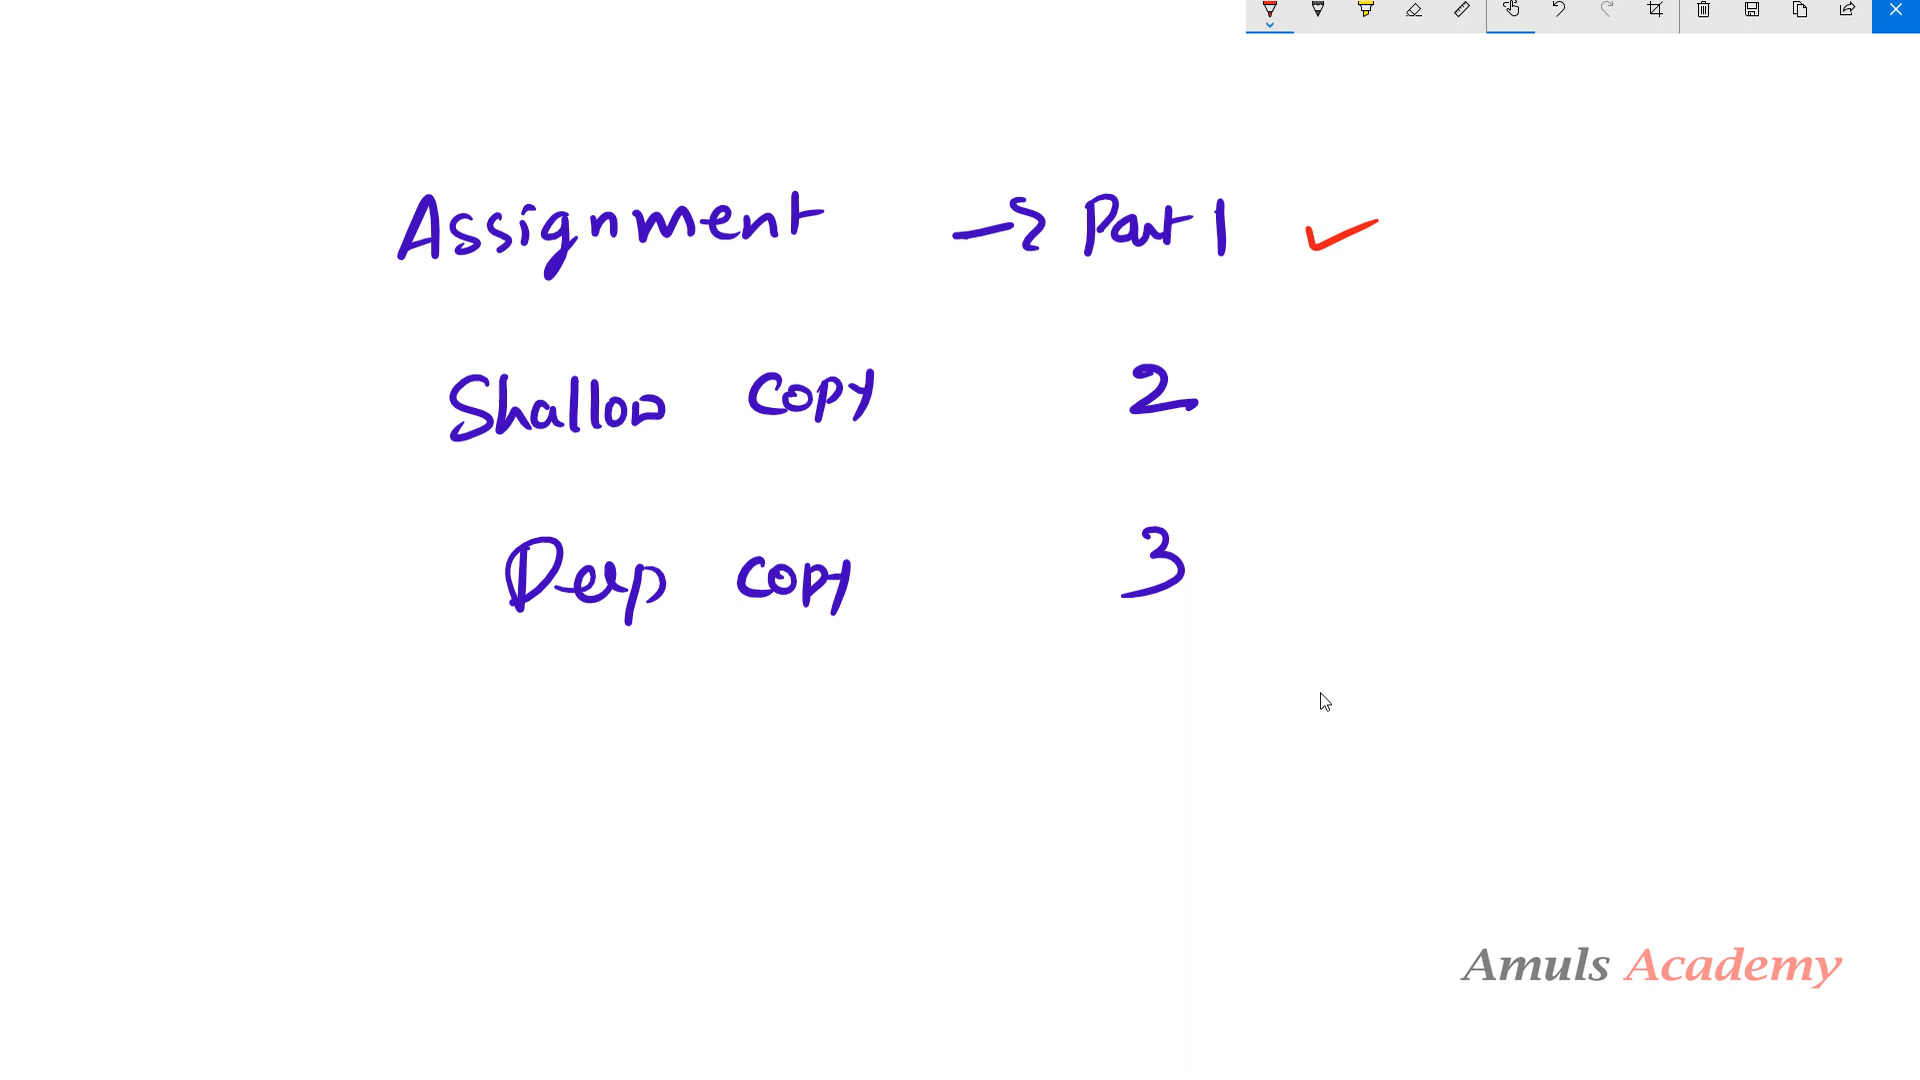 Assignment → Part 1 ✓
Shallow copy 2
Deep copy 3
Amuls Academy